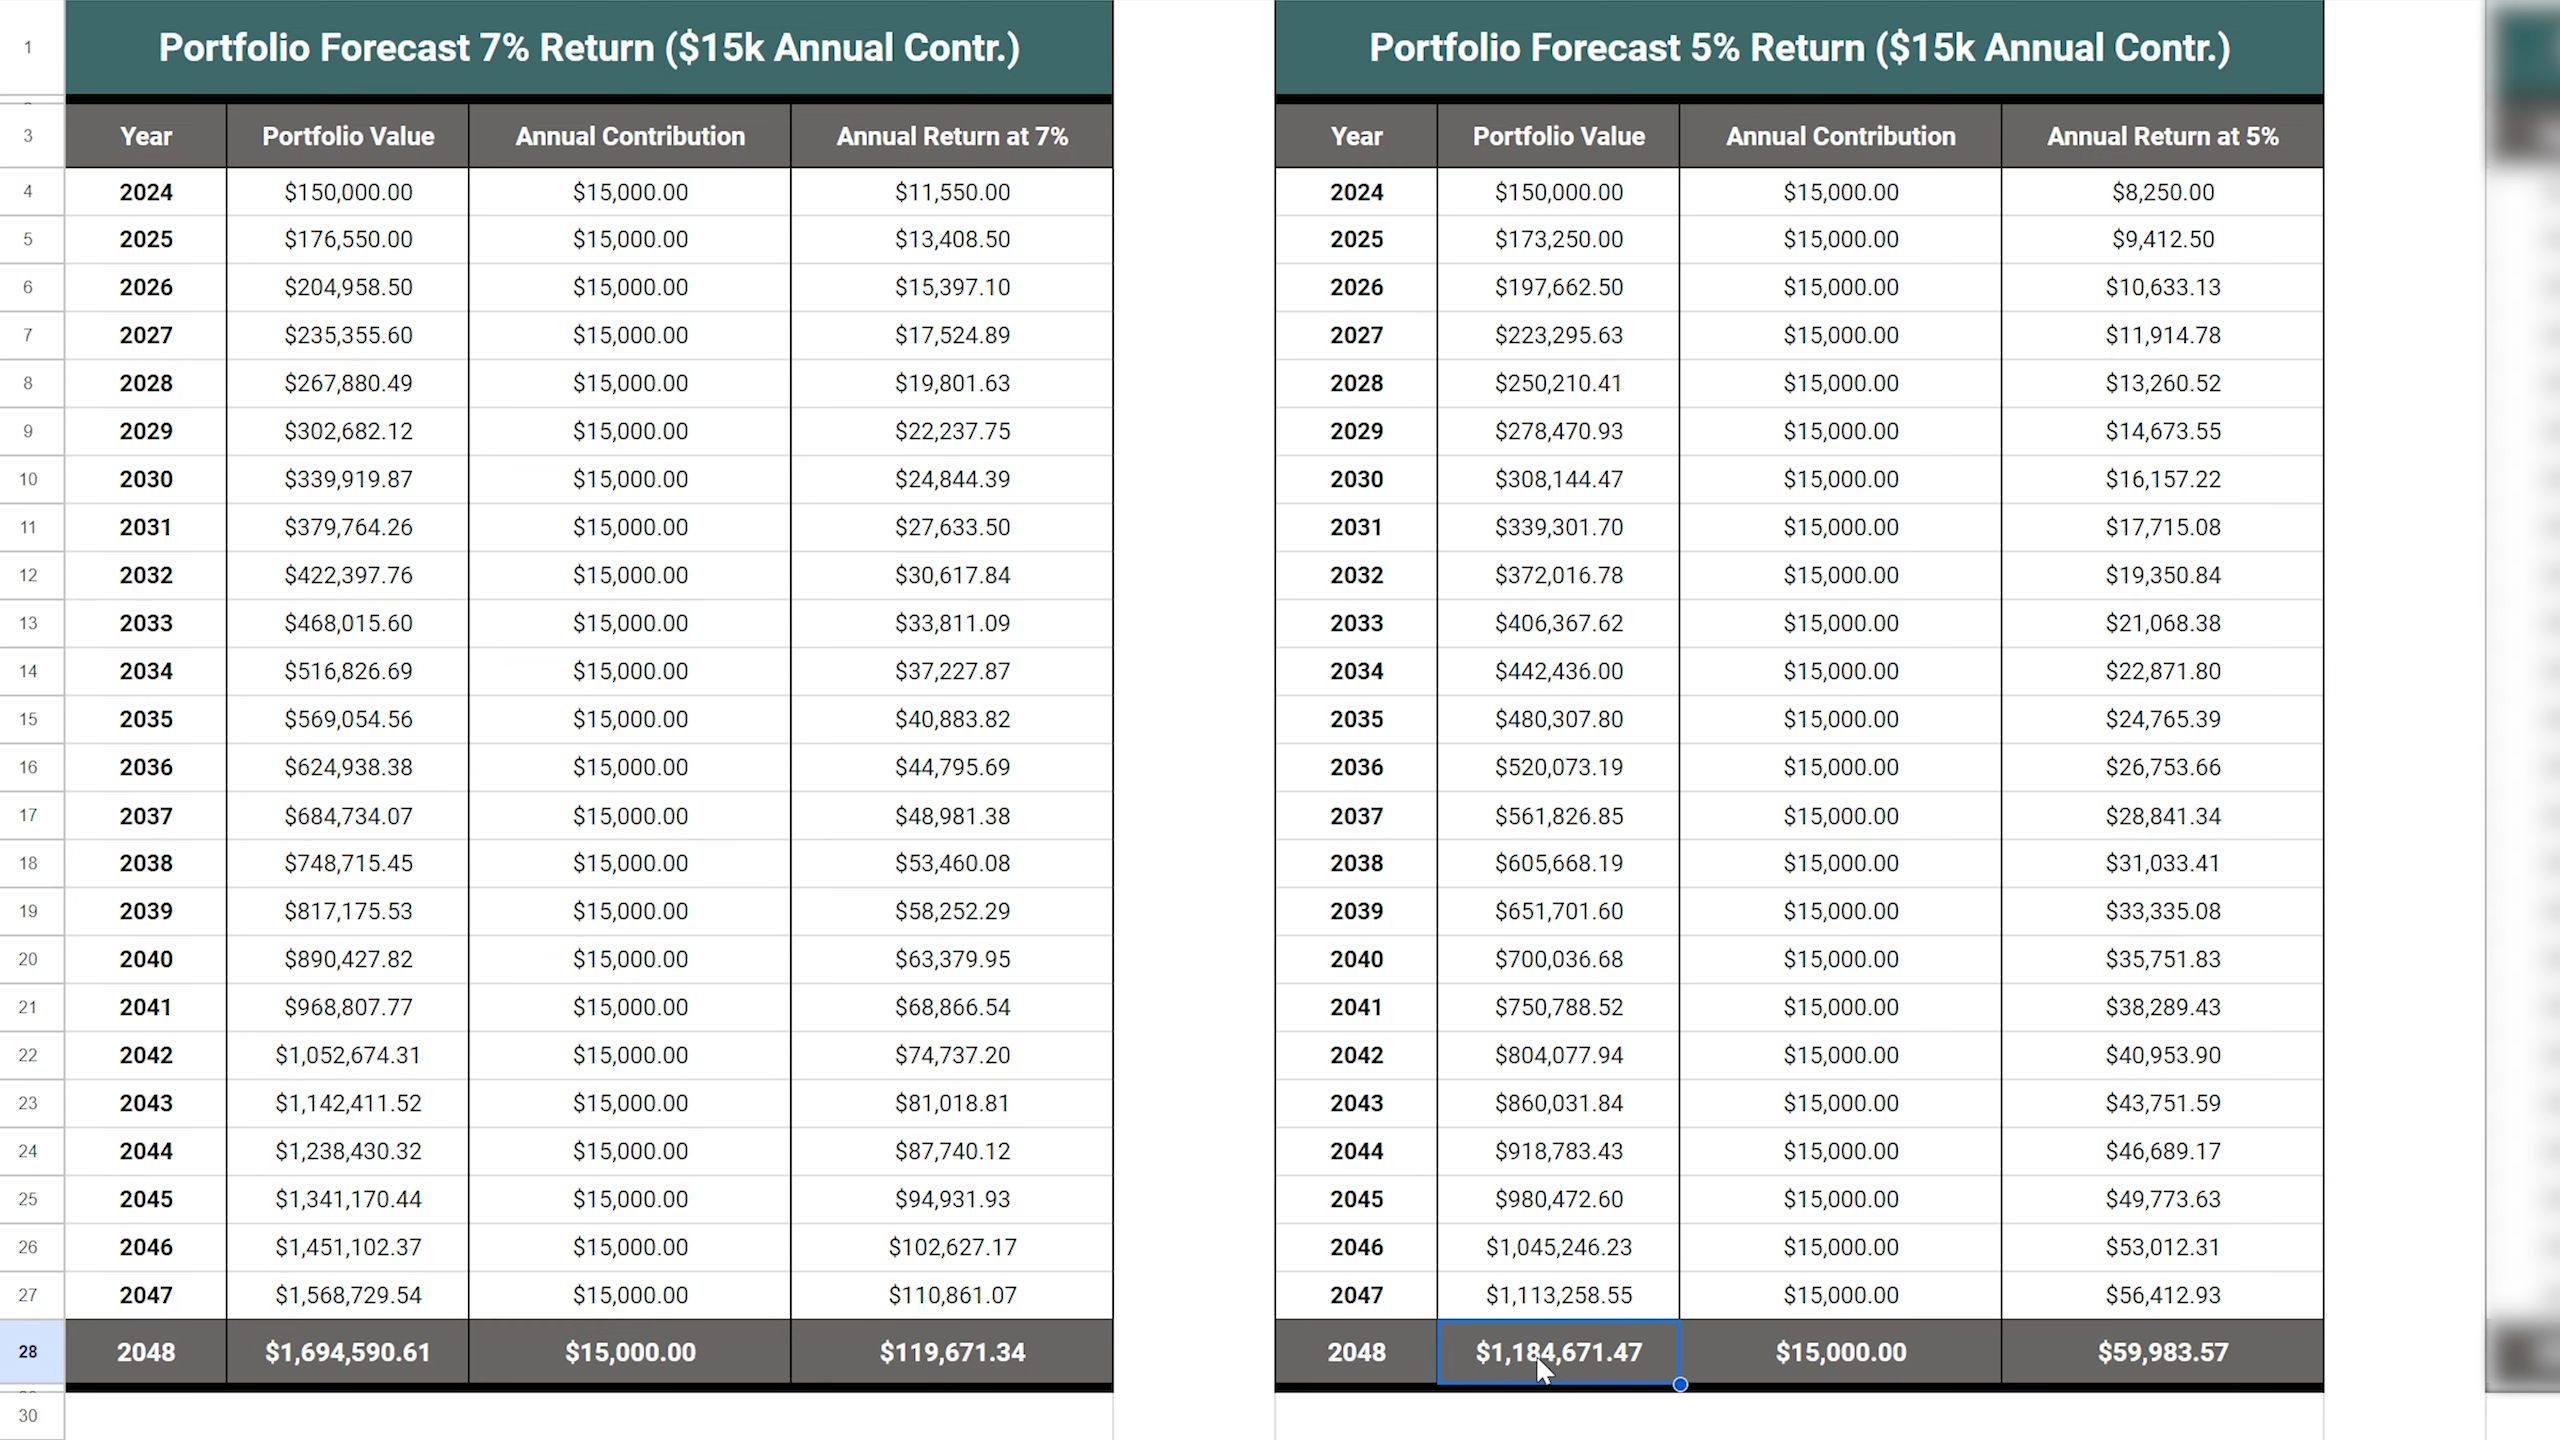 1 Portfolio Forecast 7% Return ($15k Annual Contr.) Portfolio Forecast 5% Return ($15k Annual Contr.)
3 Year Portfolio Value Annual Contribution Annual Return at 7% Year Portfolio Value Annual Contribution Annual Return at 5%
4 2024 $150,000.00 $15,000.00 $11,550.00 2024 $150,000.00 $15,000.00 $8,250.00
5 2025 $176,550.00 $15,000.00 $13,408.50 2025 $173,250.00 $15,000.00 $9,412.50
6 2026 $204,958.50 $15,000.00 $15,397.10 2026 $197,662.50 $15,000.00 $10,633.13
7 2027 $235,355.60 $15,000.00 $17,524.89 2027 $223,295.63 $15,000.00 $11,914.78
8 2028 $267,880.49 $15,000.00 $19,801.63 2028 $250,210.41 $15,000.00 $13,260.52
9 2029 $302,682.12 $15,000.00 $22,237.75 2029 $278,470.93 $15,000.00 $14,673.55
10 2030 $339,919.87 $15,000.00 $24,844.39 2030 $308,144.47 $15,000.00 $16,157.22
11 2031 $379,764.26 $15,000.00 $27,633.50 2031 $339,301.70 $15,000.00 $17,715.08
12 2032 $422,397.76 $15,000.00 $30,617.84 2032 $372,016.78 $15,000.00 $19,350.84
13 2033 $468,015.60 $15,000.00 $33,811.09 2033 $406,367.62 $15,000.00 $21,068.38
14 2034 $516,826.69 $15,000.00 $37,227.87 2034 $442,436.00 $15,000.00 $22,871.80
15 2035 $569,054.56 $15,000.00 $40,883.82 2035 $480,307.80 $15,000.00 $24,765.39
16 2036 $624,938.38 $15,000.00 $44,795.69 2036 $520,073.19 $15,000.00 $26,753.66
17 2037 $684,734.07 $15,000.00 $48,981.38 2037 $561,826.85 $15,000.00 $28,841.34
18 2038 $748,715.45 $15,000.00 $53,460.08 2038 $605,668.19 $15,000.00 $31,033.41
19 2039 $817,175.53 $15,000.00 $58,252.29 2039 $651,701.60 $15,000.00 $33,335.08
20 2040 $890,427.82 $15,000.00 $63,379.95 2040 $700,036.68 $15,000.00 $35,751.83
21 2041 $968,807.77 $15,000.00 $68,866.54 2041 $750,788.52 $15,000.00 $38,289.43
22 2042 $1,052,674.31 $15,000.00 $74,737.20 2042 $804,077.94 $15,000.00 $40,953.90
23 2043 $1,142,411.52 $15,000.00 $81,018.81 2043 $860,031.84 $15,000.00 $43,751.59
24 2044 $1,238,430.32 $15,000.00 $87,740.12 2044 $918,783.43 $15,000.00 $46,689.17
25 2045 $1,341,170.44 $15,000.00 $94,931.93 2045 $980,472.60 $15,000.00 $49,773.63
26 2046 $1,451,102.37 $15,000.00 $102,627.17 2046 $1,045,246.23 $15,000.00 $53,012.31
27 2047 $1,568,729.54 $15,000.00 $110,861.07 2047 $1,113,258.55 $15,000.00 $56,412.93
28 2048 $1,694,590.61 $15,000.00 $119,671.34 2048 $1,184,671.47 $15,000.00 $59,983.57
30